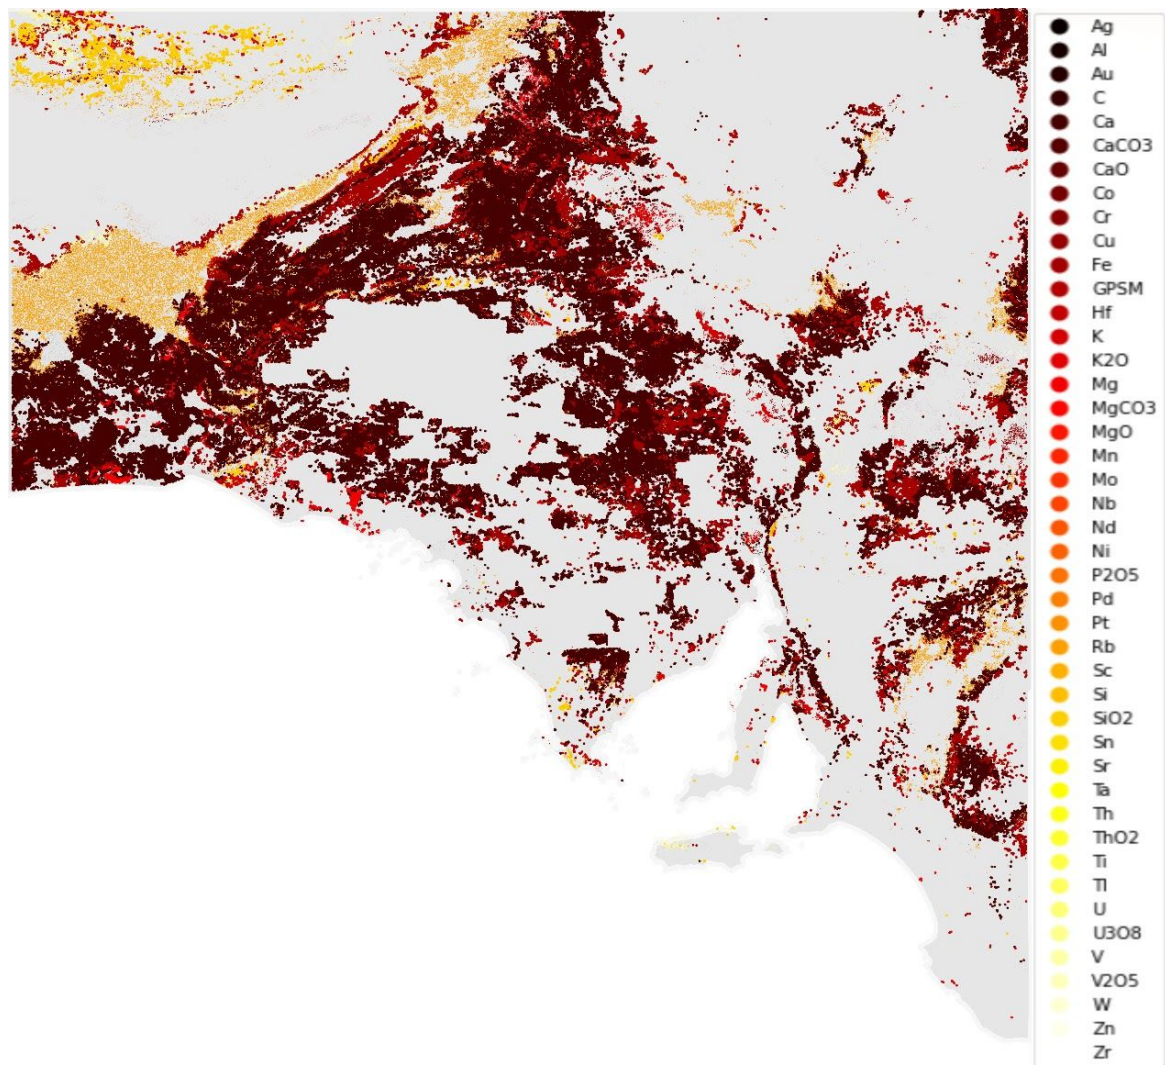 Ag
Al
Au
C
Ca
CaCO3
CaO
Co
Cr
Cu
Fe
GPSM
Hf
K
K2O
Mg
MgCO3
MgO
Mn
Mo
Nb
Nd
Ni
P2O5
Pd
Pt
Rb
Sc
Si
SiO2
Sn
Sr
Ta
Th
ThO2
Ti
Tl
U
U3O8
V
V2O5
W
Zn
Zr